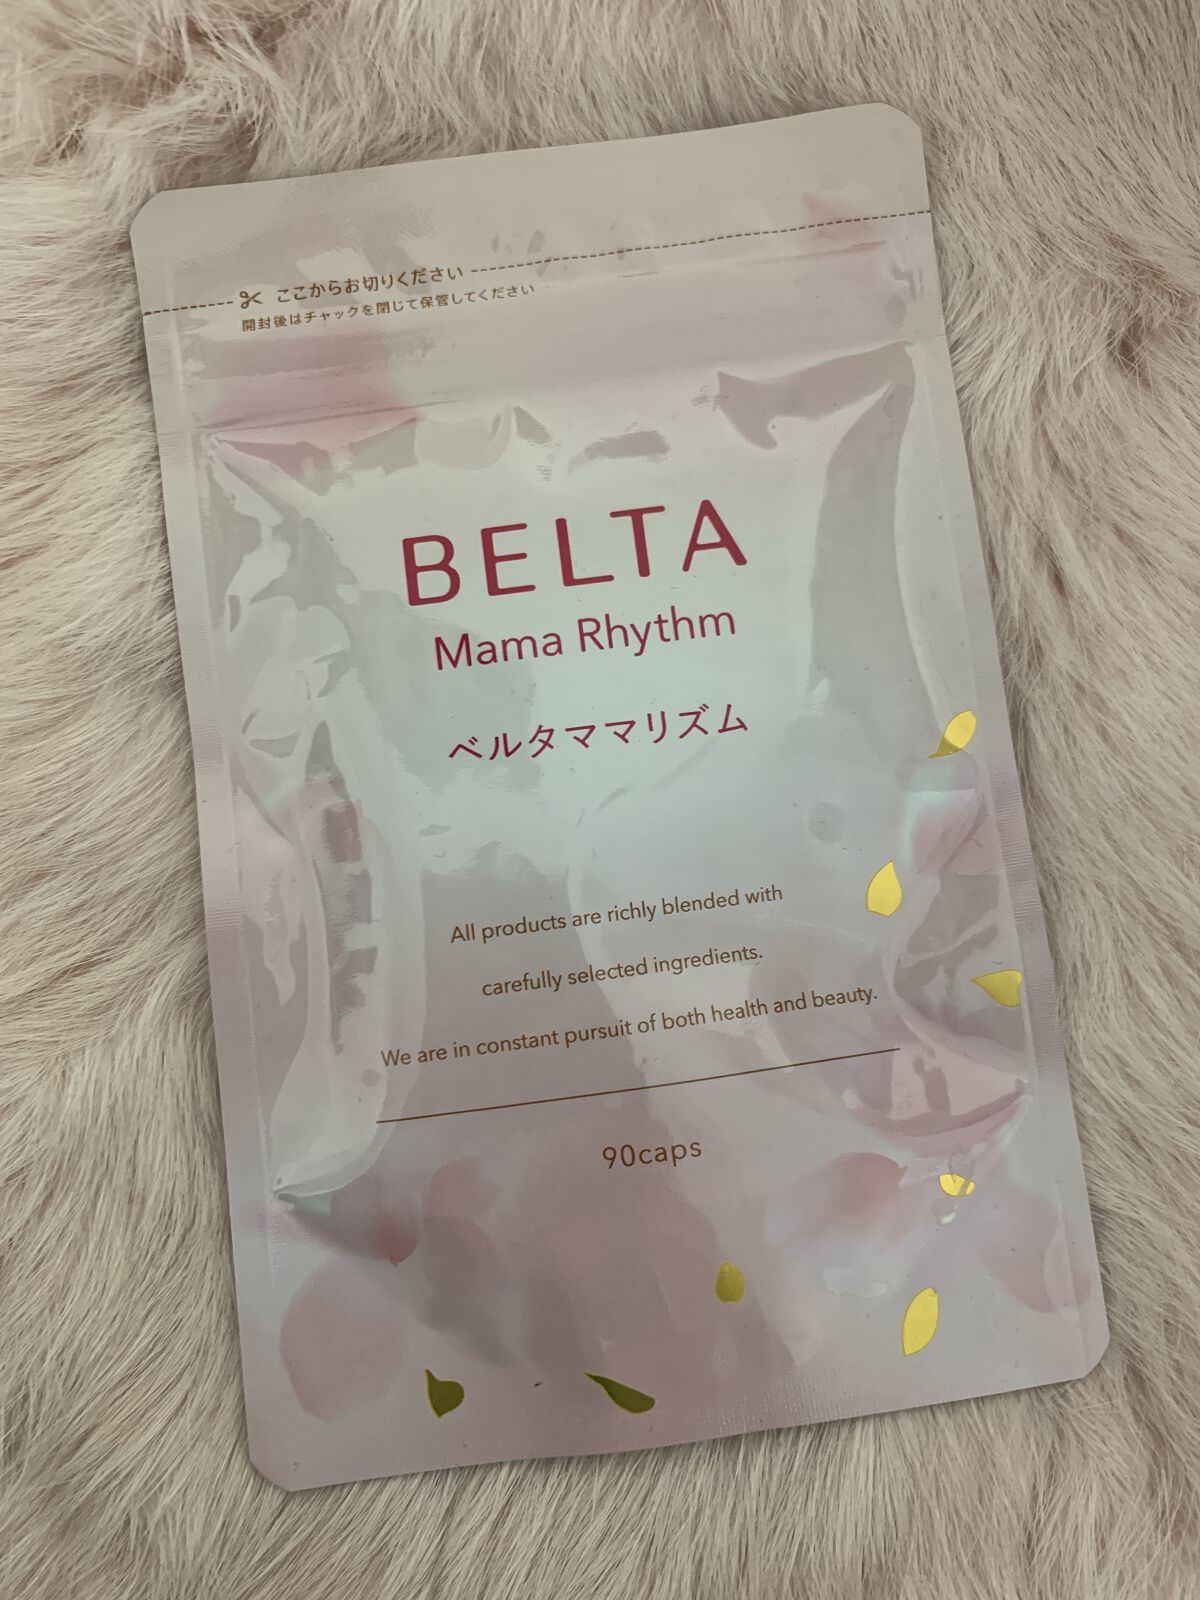 ここからお切りください
開封後はチャックを閉じて保管してください
BELTA
Mama Rhythm
ベルタママリズム
All products are richly blended with
carefully selected ingredients.
We are in constant pursuit of both health and beauty.
90caps